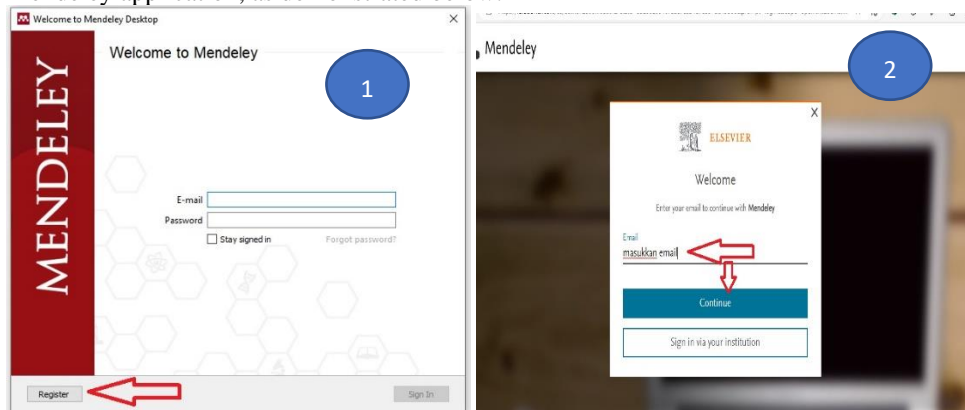 Welcome to Mendeley Desktop
Welcome to Mendeley
1
MENDELEY
E-mail
Password
Stay signed in
Forgot password?
Register
Sign In
Mendeley
2
X
ELSEVIER
Welcome
Enter your email to continue with Mendeley
Email
masukkan email
Continue
Sign in via your institution